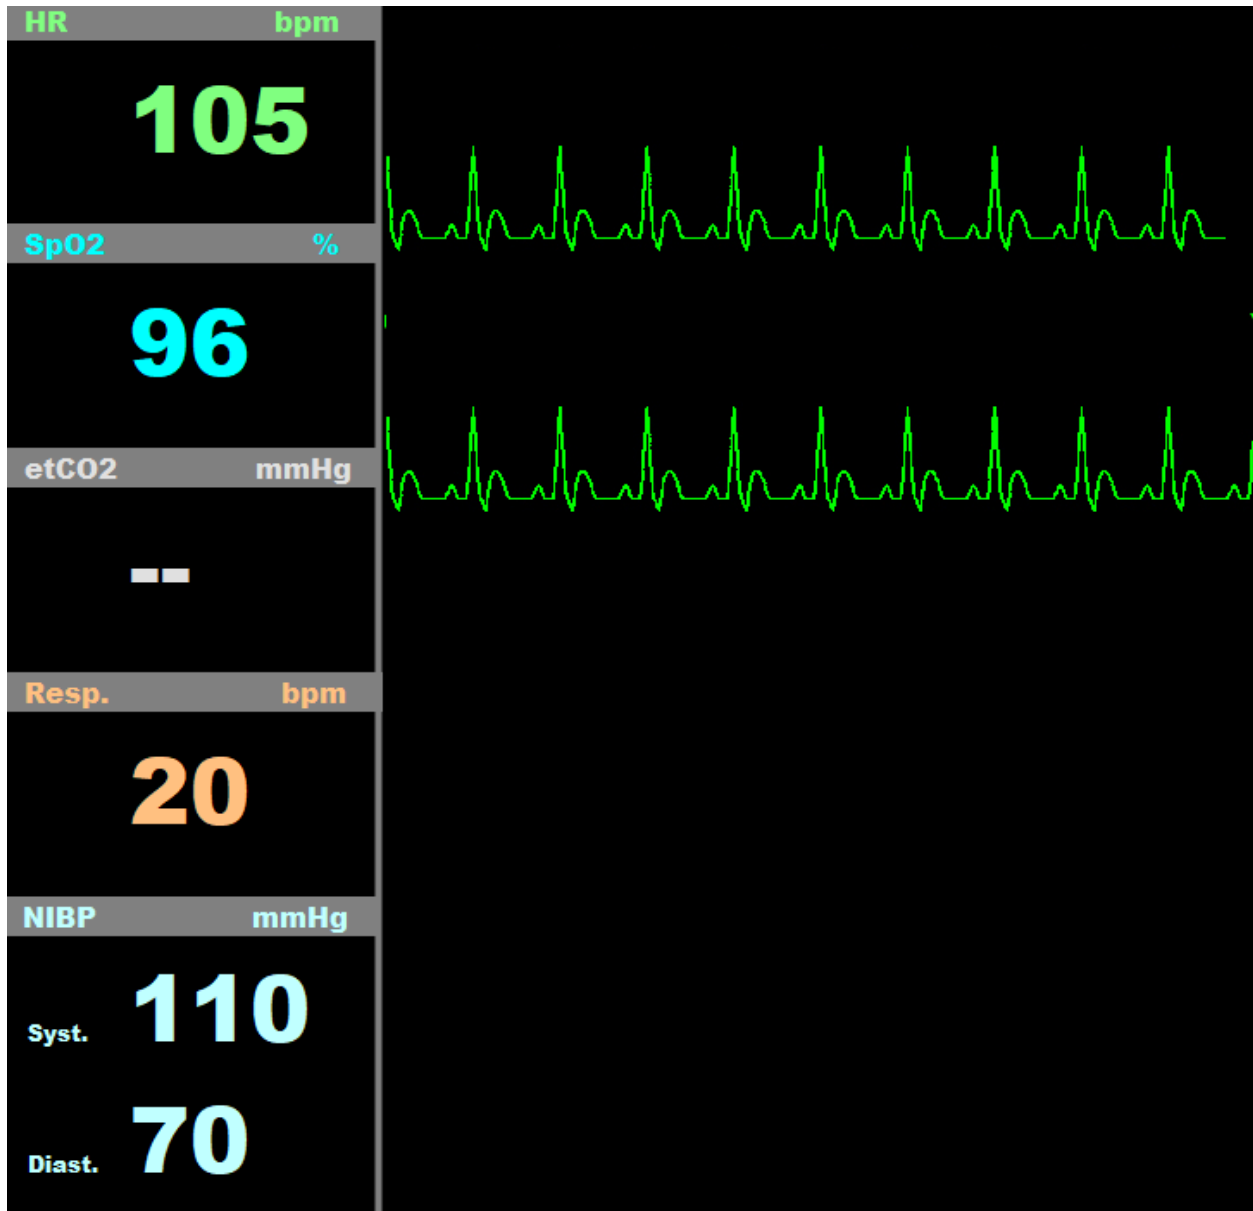 HR bpm
105
SpO2 %
96
etCO2 mmHg
--
Resp. bpm
20
NIBP mmHg
Syst. 110
Diast. 70